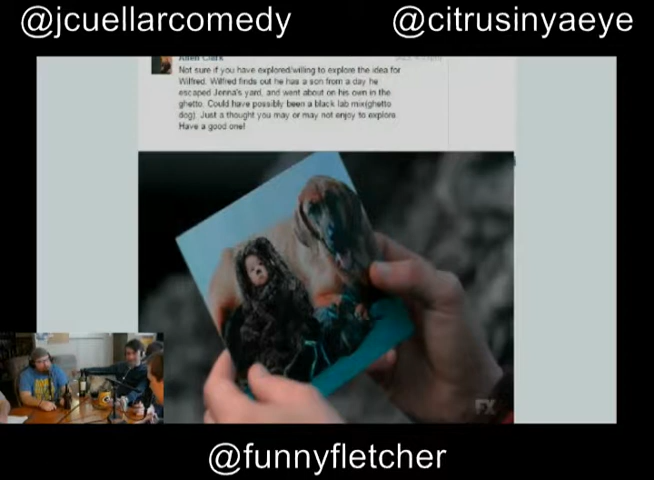 @jcuellarcomedy @citrusinyaeye
Allen Clark
Not sure if you have explored/willing to explore the idea for
Wilfred. Wilfred finds out he has a son from a day he
escaped Jenna's yard, and went about on his own in the
ghetto. Could have possibly been a black lab mix(ghetto
dog). Just a thought you may or may not enjoy to explore.
Have a good one!
FX
@funnyfletcher